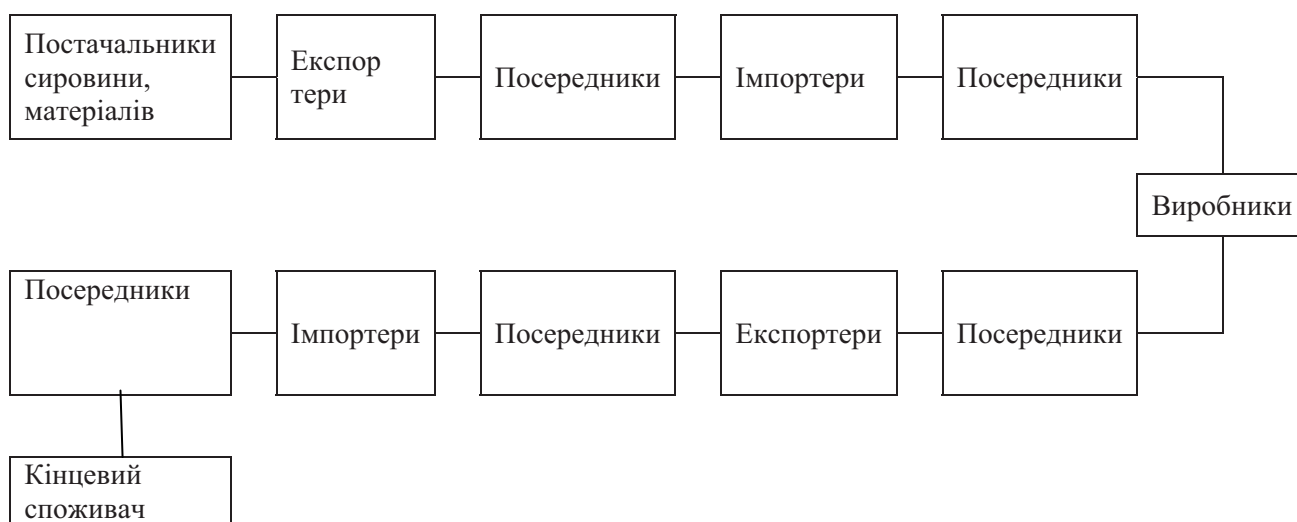 Постачальники
сировини,
матеріалів
Експор
тери
Посередники
Імпортери
Посередники
Виробники
Посередники
Імпортери
Посередники
Експортери
Посередники
Кінцевий
споживач